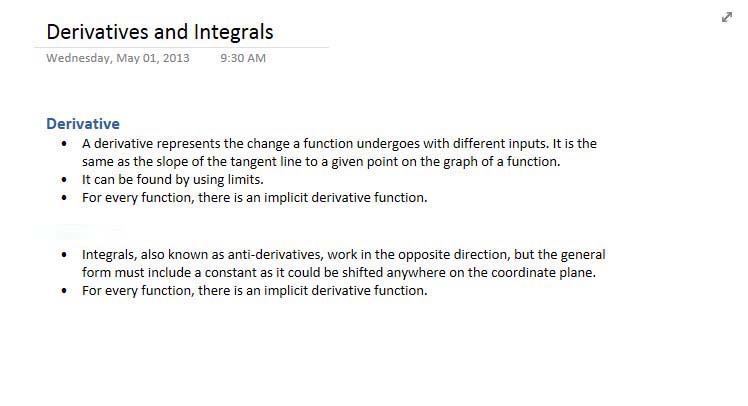 Derivatives and Integrals
Wednesday, May 01, 2013 9:30 AM
Derivative
• A derivative represents the change a function undergoes with different inputs. It is the
same as the slope of the tangent line to a given point on the graph of a function.
• It can be found by using limits.
• For every function, there is an implicit derivative function.
• Integrals, also known as anti-derivatives, work in the opposite direction, but the general
form must include a constant as it could be shifted anywhere on the coordinate plane.
• For every function, there is an implicit derivative function.